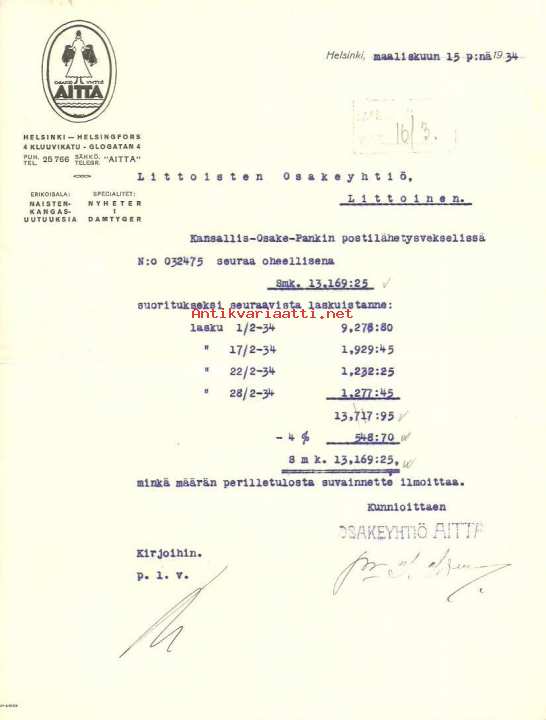 OSAKE YHTIÖ
AITTA
HELSINKI — HELSINGFORS
4 KLUUVIKATU - GLOGATAN 4
PUH. TEL. 25 766 SÄHKÖ. TELEGR. "AITTA"
ERIKOISALA:
NAISTEN-
KANGAS-
UUTUUKSIA
SPECIALITÉT:
NYHETER
I
DAMTYGER
Helsinki, maaliskuun 15 p:nä 1934
16/3.
Littoisten Osakeyhtiö,
Littoinen.
Kansallis-Osake-Pankin postilähetysvekselissä
N:o 032475 seuraa oheellisena
Smk. 13,169:25
Antikvariaatti.net
suoritukseksi seuraavista laskuistanne:
lasku 1/2-34 9,278:80
" 17/2-34 1,929:45
" 22/2-34 1,232:25
" 28/2-34 1,277:45
13,717:95
- 4 % 548:70
Smk. 13,169:25,
minkä määrän perilletulosta suvainnette ilmoittaa.
Kunnioittaen
OSAKEYHTIÖ AITTA
Kirjoihin.
p. l. v.